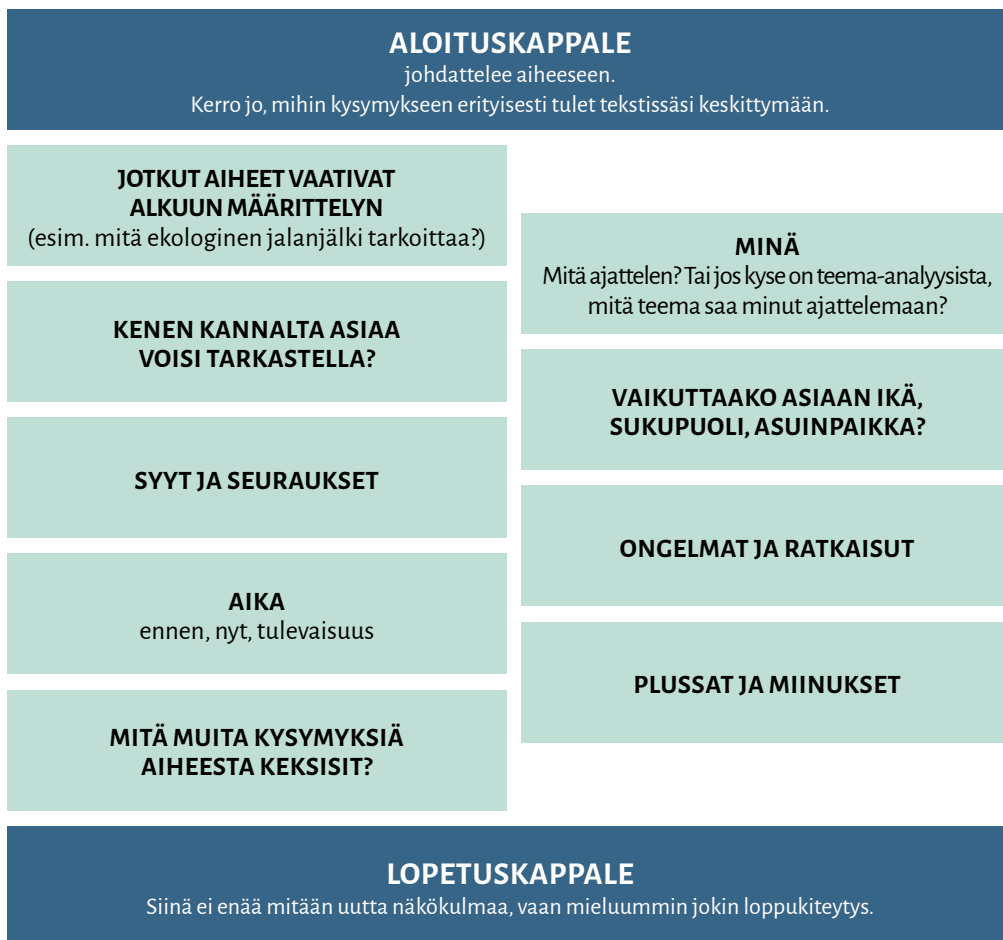 ALOITUSKAPPALE
johdattelee aiheeseen.
Kerro jo, mihin kysymykseen erityisesti tulet tekstissäsi keskittymään.
JOTKUT AIHEET VAATIVAT
ALKUUN MÄÄRITTELYN
(esim. mitä ekologinen jalanjälki tarkoittaa?)
KENEN KANNALTA ASIAA
VOISI TARKASTELLA?
SYYT JA SEURAUKSET
AIKA
ennen, nyt, tulevaisuus
MITÄ MUITA KYSYMYKSIÄ
AIHEESTA KEKSISIT?
MINÄ
Mitä ajattelen? Tai jos kyse on teema-analyysista,
mitä teema saa minut ajattelemaan?
VAIKUTTAAKO ASIAAN IKÄ,
SUKUPUOLI, ASUINPAIKKA?
ONGELMAT JA RATKAISUT
PLUSSAT JA MIINUKSET
LOPETUSKAPPALE
Siinä ei enää mitään uutta näkökulmaa, vaan mieluummin jokin loppukiteytys.